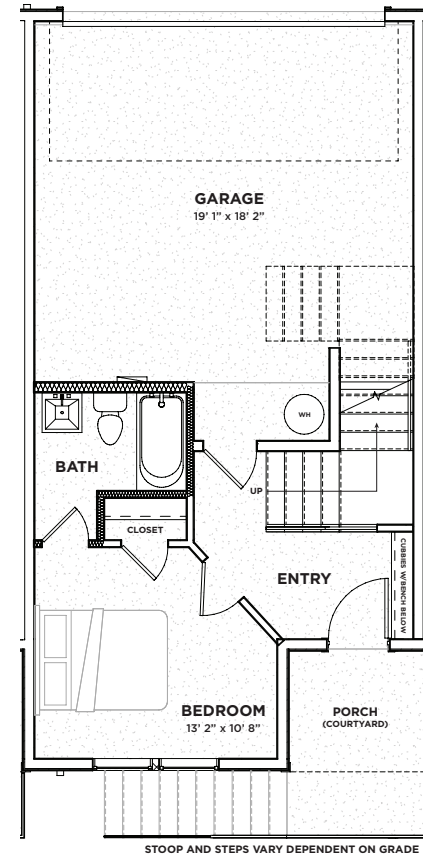 GARAGE
19' 1" x 18' 2"
WH
BATH
UP
CLOSET
CUBBIES W/BENCH BELOW
ENTRY
BEDROOM
13' 2" x 10' 8"
PORCH
(COURTYARD)
STOOP AND STEPS VARY DEPENDENT ON GRADE